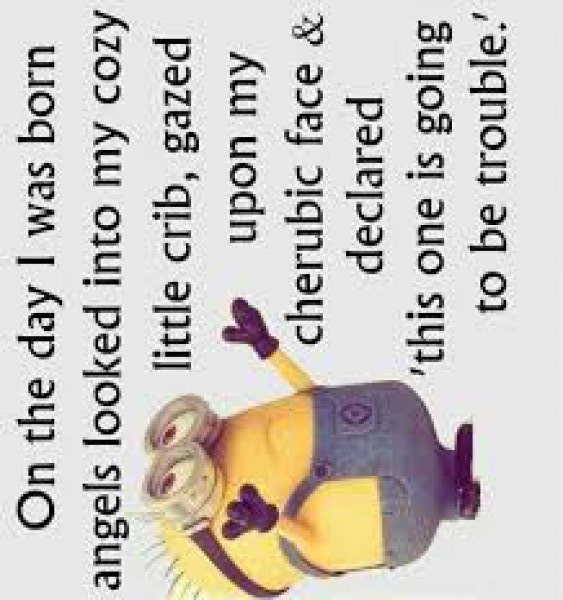 On the day I was born
angels looked into my cozy
little crib, gazed
upon my
cherubic face &
declared
'this one is going
to be trouble.'